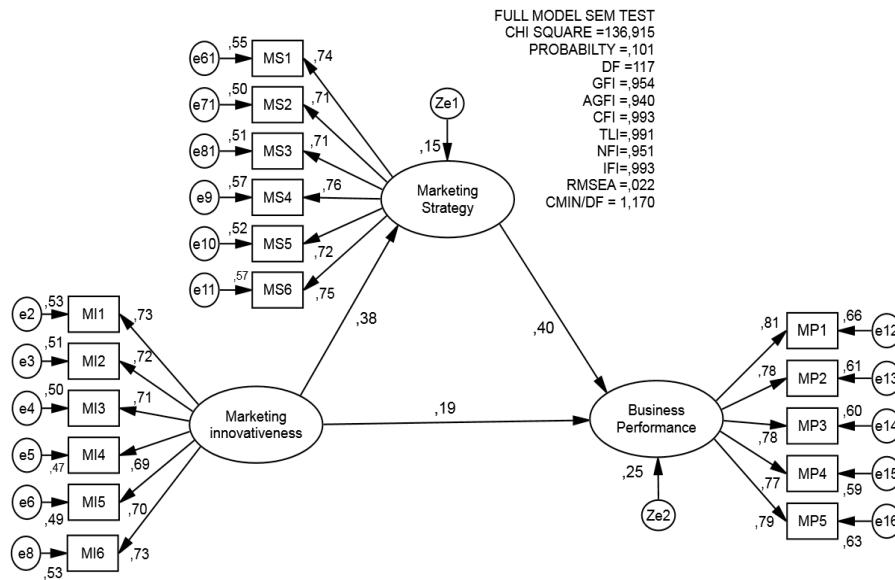 FULL MODEL SEM TEST
CHI SQUARE =136,915
PROBABILTY =,101
DF =117
GFI =,954
AGFI =,940
CFI =,993
TLI=,991
NFI=,951
IFI=,993
RMSEA =,022
CMIN/DF = 1,170
e61 ,55 MS1 ,74
e71 ,50 MS2 ,71
e81 ,51 MS3 ,71
e9 ,57 MS4 ,76
e10 ,52 MS5 ,72
e11 ,57 MS6 ,75
Ze1
,15
Marketing
Strategy
,38
,40
e2 ,53 MI1 ,73
e3 ,51 MI2 ,72
e4 ,50 MI3 ,71
e5 ,47 MI4 ,69
e6 ,49 MI5 ,70
e8 ,53 MI6 ,73
Marketing
innovativeness
,19
Business
Performance
,25
Ze2
,81 MP1 ,66 e12
,78 MP2 ,61 e13
,78 MP3 ,60 e14
,77 MP4 ,59 e15
,79 MP5 ,63 e16